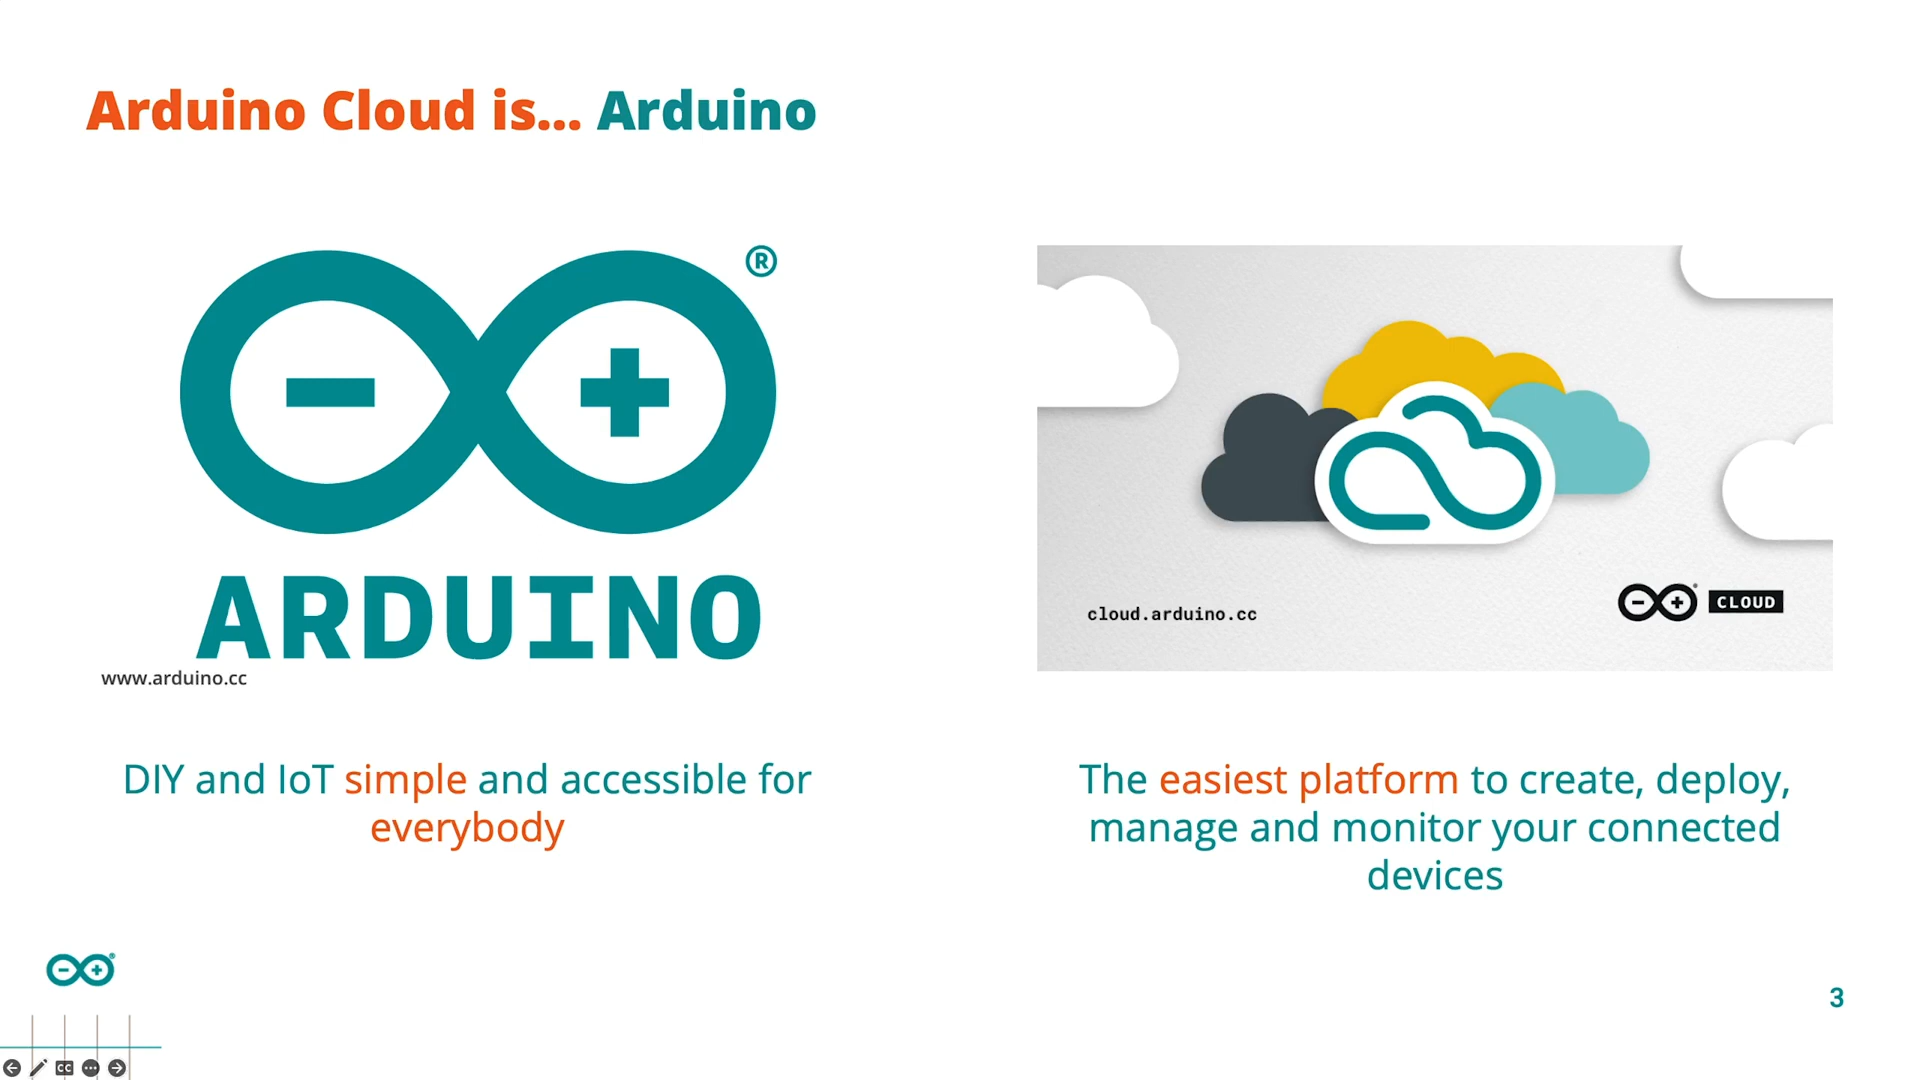 Arduino Cloud is... Arduino
®
ARDUINO
www.arduino.cc
DIY and IoT simple and accessible for
everybody
cloud.arduino.cc
CLOUD
The easiest platform to create, deploy,
manage and monitor your connected
devices
3
CC